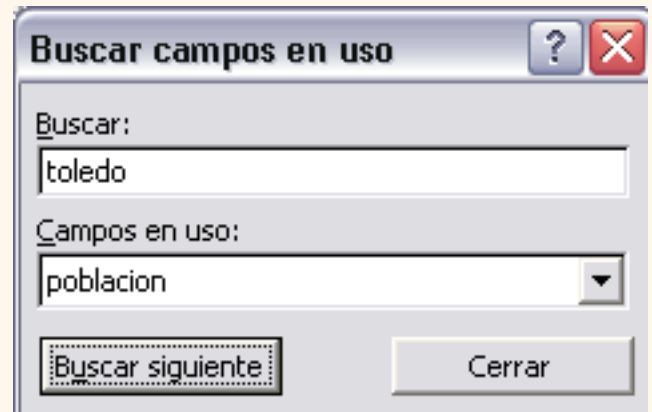 Buscar campos en uso
Buscar:
toledo
Campos en uso:
poblacion
Buscar siguiente Cerrar